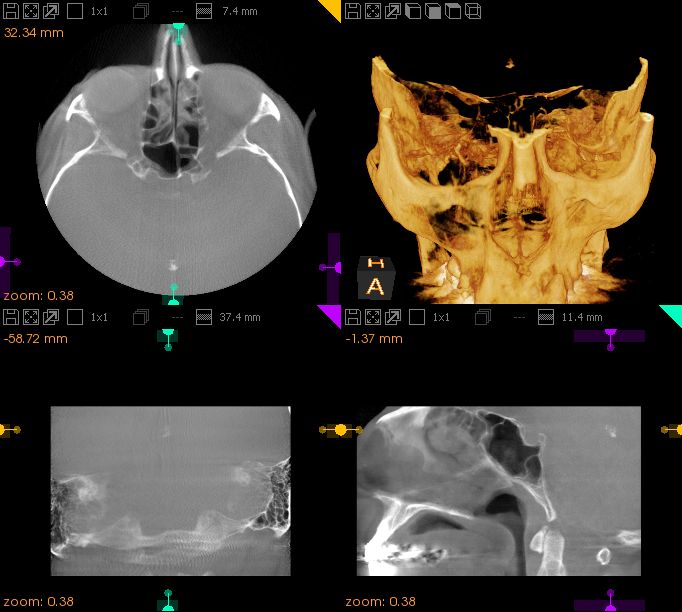 1x1 --- 7.4 mm
32.34 mm
H
A
zoom: 0.38
1x1 --- 37.4 mm
-58.72 mm
1x1 --- 11.4 mm
-1.37 mm
zoom: 0.38
zoom: 0.38